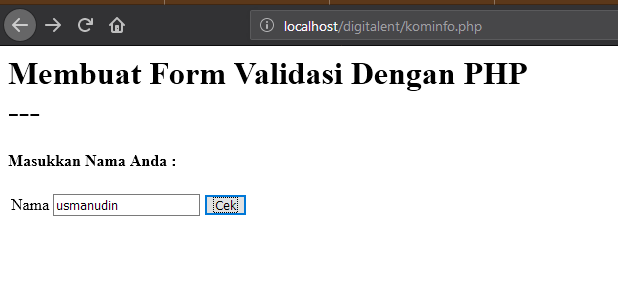 localhost/digitalent/kominfo.php
Membuat Form Validasi Dengan PHP
---
Masukkan Nama Anda :
Nama usmanudin Cek